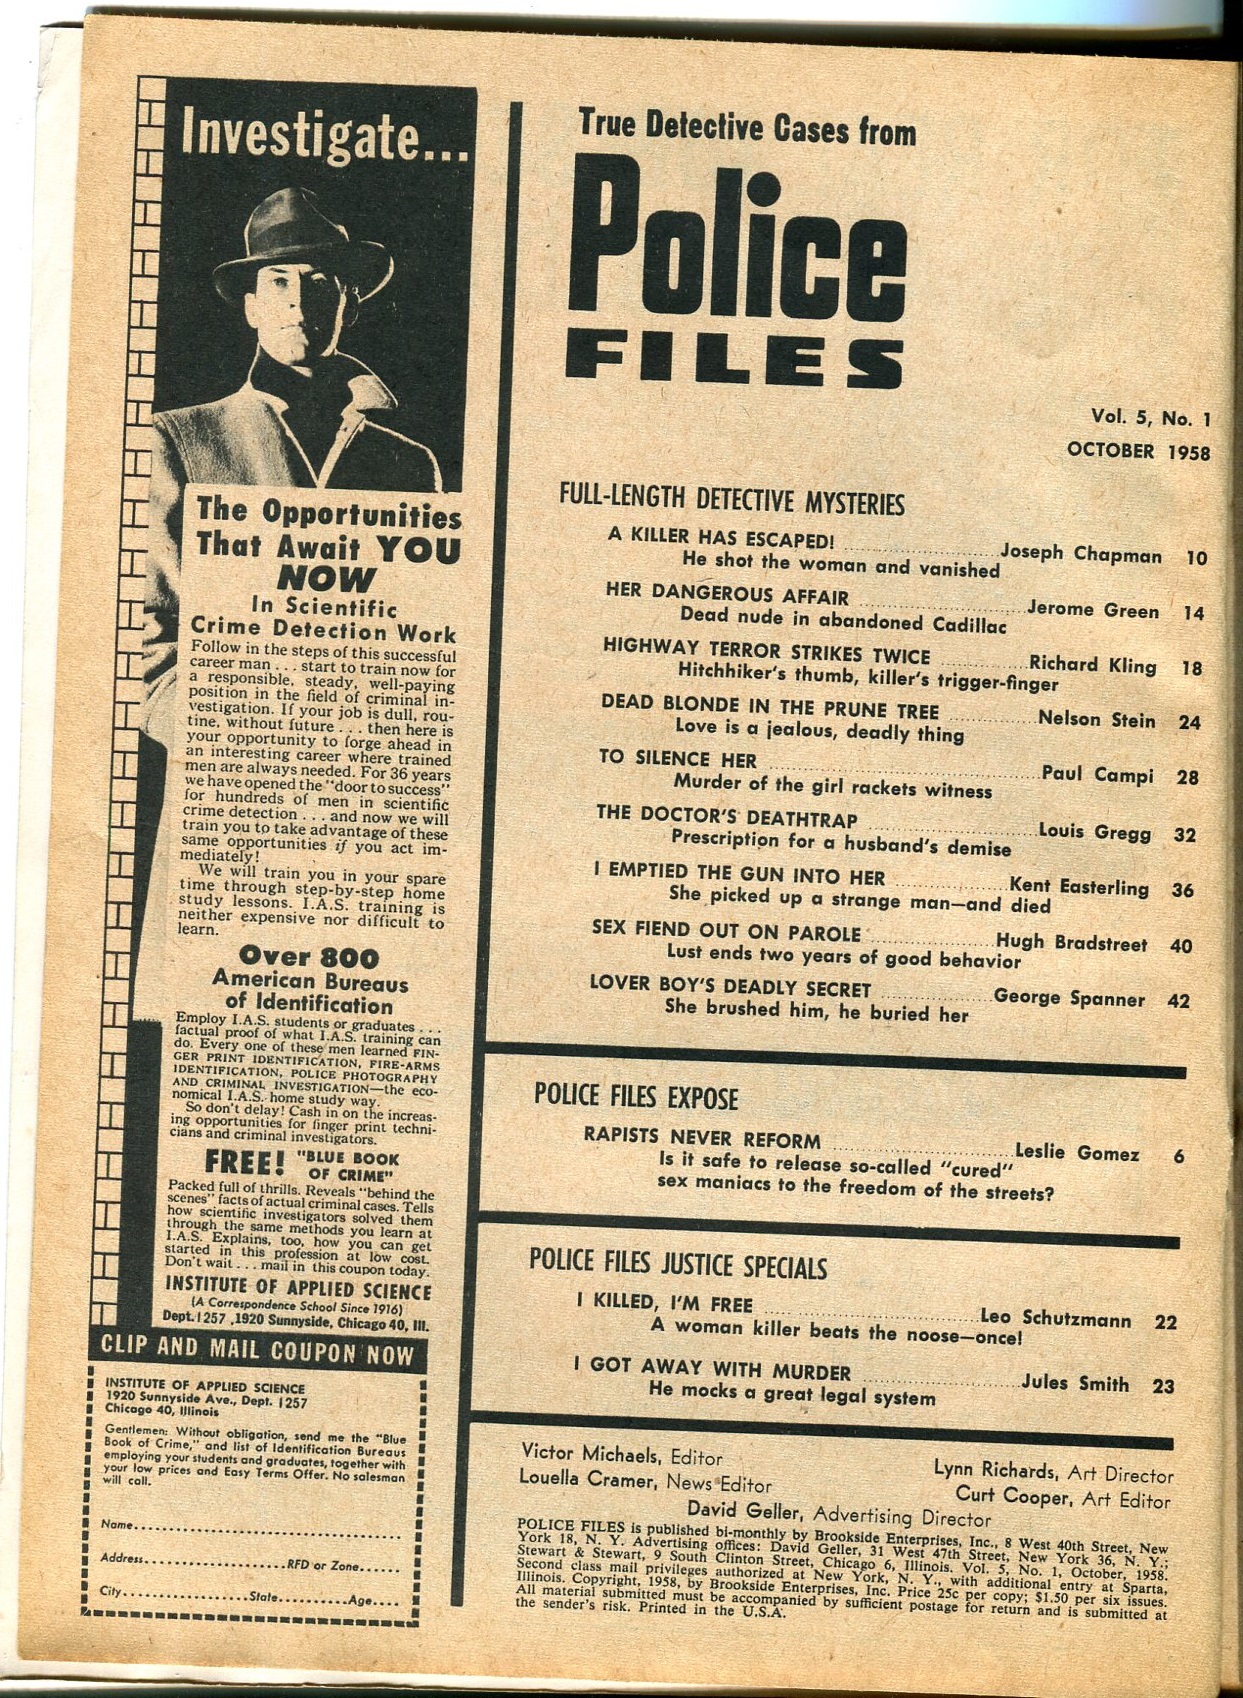 Investigate...
The Opportunities
That Await YOU
NOW
In Scientific
Crime Detection Work
Follow in the steps of this successful
career man . . . start to train now for
a responsible, steady, well-paying
position in the field of criminal in-
vestigation. If your job is dull, rou-
tine, without future . . . then here is
your opportunity to forge ahead in
an interesting career where trained
men are always needed. For 36 years
we have opened the "door to success"
for hundreds of men in scientific
crime detection . . . and now we will
train you to take advantage of these
same opportunities if you act im-
mediately!
We will train you in your spare
time through step-by-step home
study lessons. I.A.S. training is
neither expensive nor difficult to
learn.
Over 800
American Bureaus
of Identification
Employ I.A.S. students or graduates . . .
factual proof of what I.A.S. training can
do. Every one of these men learned FIN-
GER PRINT IDENTIFICATION, FIRE-ARMS
IDENTIFICATION, POLICE PHOTOGRAPHY
AND CRIMINAL INVESTIGATION—the eco-
nomical I.A.S. home study way.
So don't delay! Cash in on the increas-
ing opportunities for finger print techni-
cians and criminal investigators.
FREE! "BLUE BOOK
OF CRIME"
Packed full of thrills. Reveals "behind the
scenes" facts of actual criminal cases. Tells
how scientific investigators solved them
through the same methods you learn at
I.A.S. Explains, too, how you can get
started in this profession at low cost.
Don't wait . . . mail in this coupon today.
INSTITUTE OF APPLIED SCIENCE
(A Correspondence School Since 1916)
Dept. 1257 ,1920 Sunnyside, Chicago 40, Ill.
CLIP AND MAIL COUPON NOW
INSTITUTE OF APPLIED SCIENCE
1920 Sunnyside Ave., Dept. 1257
Chicago 40, Illinois
Gentlemen: Without obligation, send me the "Blue
Book of Crime," and list of Identification Bureaus
employing your students and graduates, together with
your low prices and Easy Terms Offer. No salesman
will call.
Name
Address RFD or Zone
City State Age
True Detective Cases from
Police
FILES
Vol. 5, No. 1
OCTOBER 1958
FULL-LENGTH DETECTIVE MYSTERIES
A KILLER HAS ESCAPED! Joseph Chapman 10
He shot the woman and vanished
HER DANGEROUS AFFAIR Jerome Green 14
Dead nude in abandoned Cadillac
HIGHWAY TERROR STRIKES TWICE Richard Kling 18
Hitchhiker's thumb, killer's trigger-finger
DEAD BLONDE IN THE PRUNE TREE Nelson Stein 24
Love is a jealous, deadly thing
TO SILENCE HER Paul Campi 28
Murder of the girl rackets witness
THE DOCTOR'S DEATHTRAP Louis Gregg 32
Prescription for a husband's demise
I EMPTIED THE GUN INTO HER Kent Easterling 36
She picked up a strange man—and died
SEX FIEND OUT ON PAROLE Hugh Bradstreet 40
Lust ends two years of good behavior
LOVER BOY'S DEADLY SECRET George Spanner 42
She brushed him, he buried her
POLICE FILES EXPOSE
RAPISTS NEVER REFORM Leslie Gomez 6
Is it safe to release so-called "cured"
sex maniacs to the freedom of the streets?
POLICE FILES JUSTICE SPECIALS
I KILLED, I'M FREE Leo Schutzmann 22
A woman killer beats the noose—once!
I GOT AWAY WITH MURDER Jules Smith 23
He mocks a great legal system
Victor Michaels, Editor
Lynn Richards, Art Director
Louella Cramer, News Editor
Curt Cooper, Art Editor
David Geller, Advertising Director
POLICE FILES is published bi-monthly by Brookside Enterprises, Inc., 8 West 40th Street, New
York 18, N. Y. Advertising offices: David Geller, 31 West 47th Street, New York 36, N. Y.;
Stewart & Stewart, 9 South Clinton Street, Chicago 6, Illinois. Vol. 5, No. 1, October, 1958.
Second class mail privileges authorized at New York, N. Y., with additional entry at Sparta,
Illinois. Copyright, 1958, by Brookside Enterprises, Inc. Price 25c per copy; $1.50 per six issues.
All material submitted must be accompanied by sufficient postage for return and is submitted at
the sender's risk. Printed in the U.S.A.